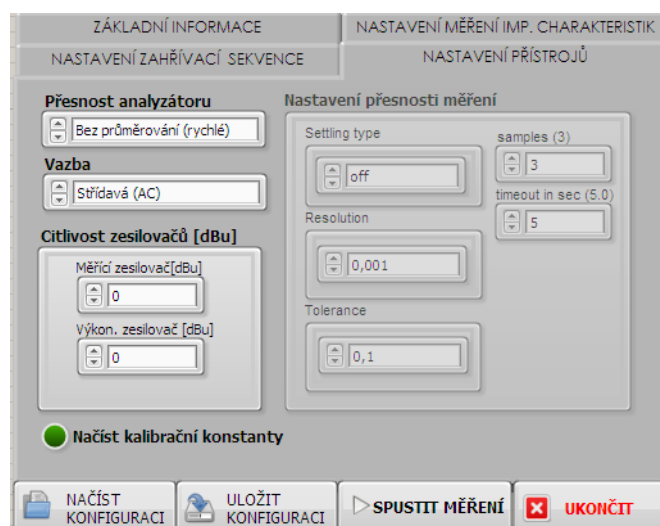 ZÁKLADNÍ INFORMACE
NASTAVENÍ MĚŘENÍ IMP. CHARAKTERISTIK
NASTAVENÍ ZAHŘÍVACÍ SEKVENCE
NASTAVENÍ PŘÍSTROJŮ
Přesnost analyzátoru
Bez průměrování (rychlé)
Vazba
Střídavá (AC)
Citlivost zesilovačů [dBu]
Měřící zesilovač[dBu]
0
Výkon. zesilovač [dBu]
0
Nastavení přesnosti měření
Settling type
off
Resolution
0,001
Tolerance
0,1
samples (3)
3
timeout in sec (5.0)
5
Načíst kalibrační konstanty
NAČÍST
KONFIGURACI
ULOŽIT
KONFIGURACI
SPUSTIT MĚŘENÍ
UKONČIT